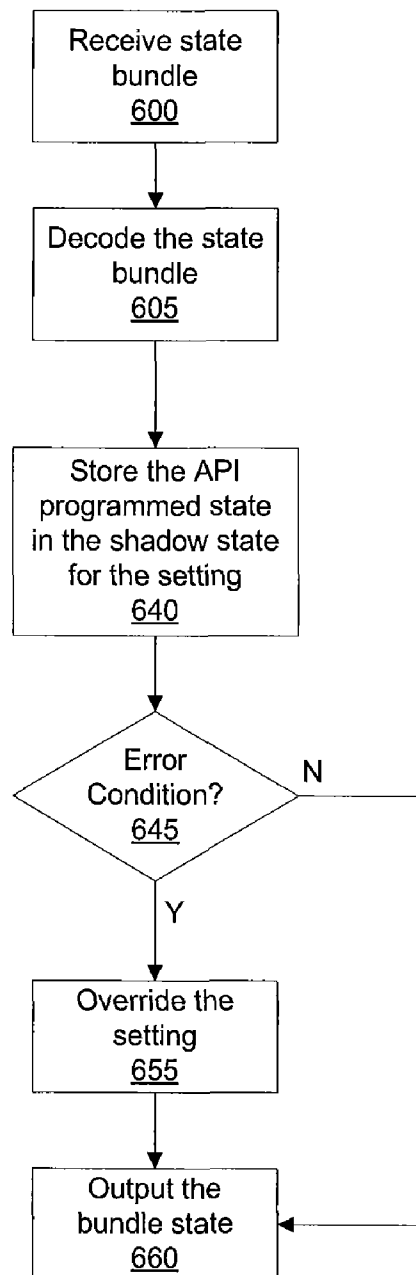 Receive state
bundle
600
Decode the state
bundle
605
Store the API
programmed state
in the shadow state
for the setting
640
Error
Condition?
645
N
Y
Override the
setting
655
Output the
bundle state
660